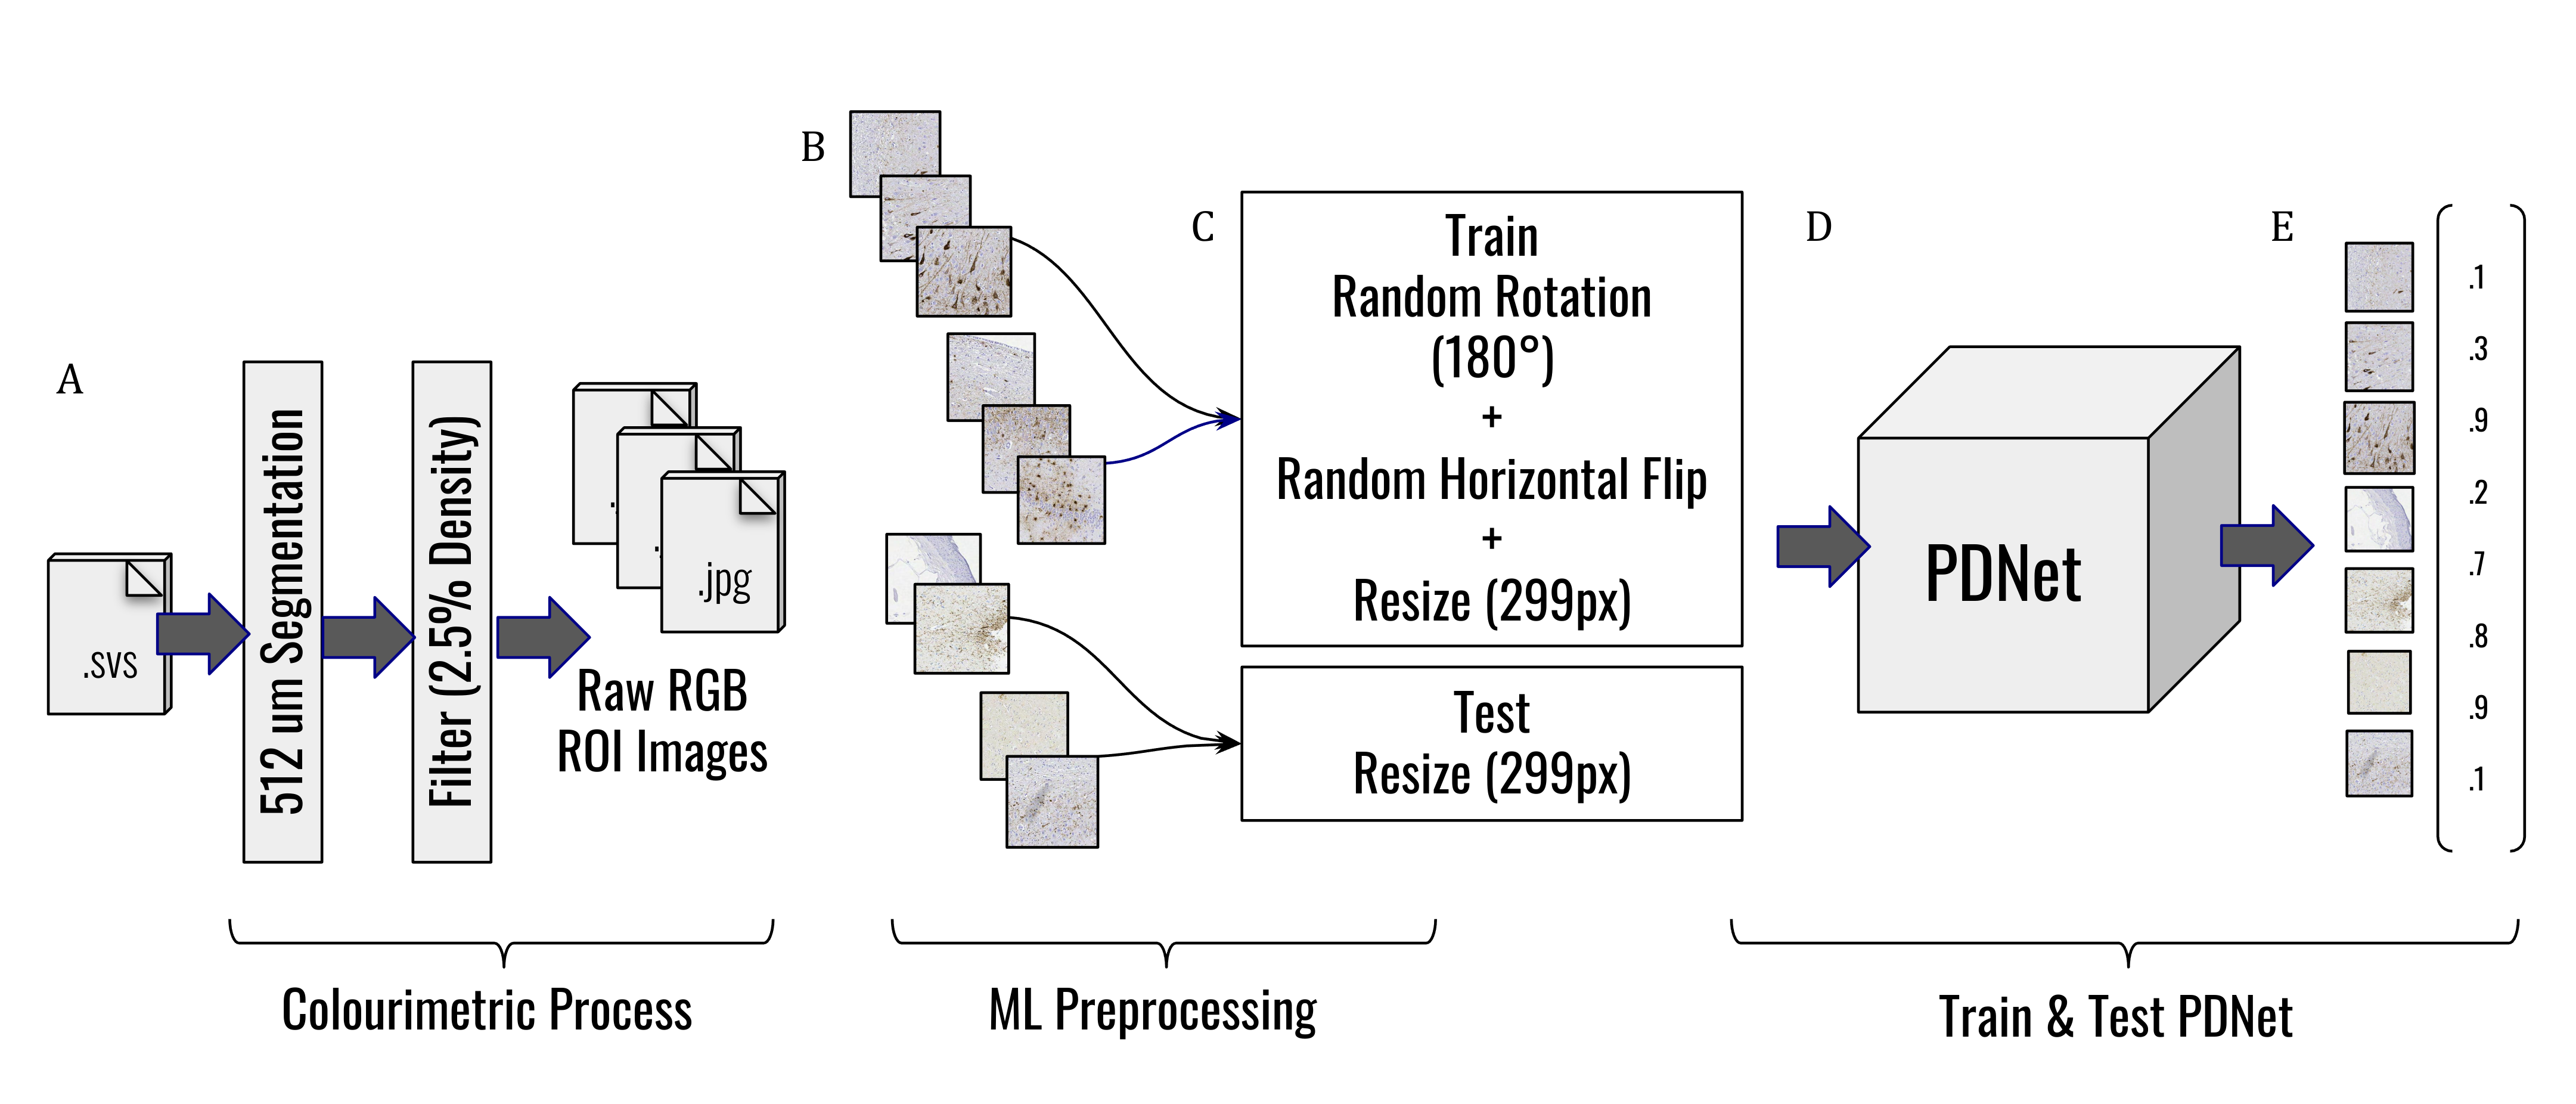 A
.svs
512 um Segmentation
Filter (2.5% Density)
.jpg
Raw RGB
ROI Images
Colourimetric Process
B
C
Train
Random Rotation
(180°)
+
Random Horizontal Flip
+
Resize (299px)
Test
Resize (299px)
ML Preprocessing
D
PDNet
E
.1
.3
.9
.2
.7
.8
.9
.1
Train & Test PDNet